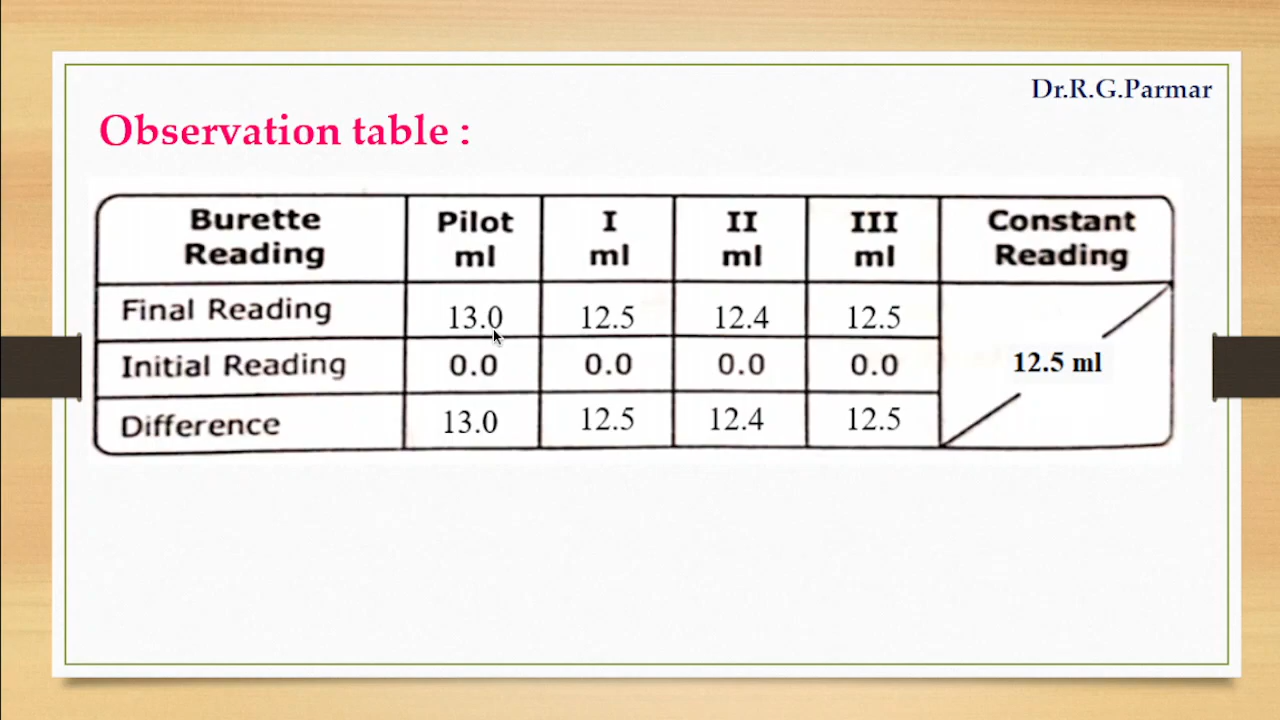 Dr.R.G.Parmar
Observation table :
Burette Reading Pilot ml I ml II ml III ml Constant Reading
Final Reading 13.0 12.5 12.4 12.5
Initial Reading 0.0 0.0 0.0 0.0 12.5 ml
Difference 13.0 12.5 12.4 12.5